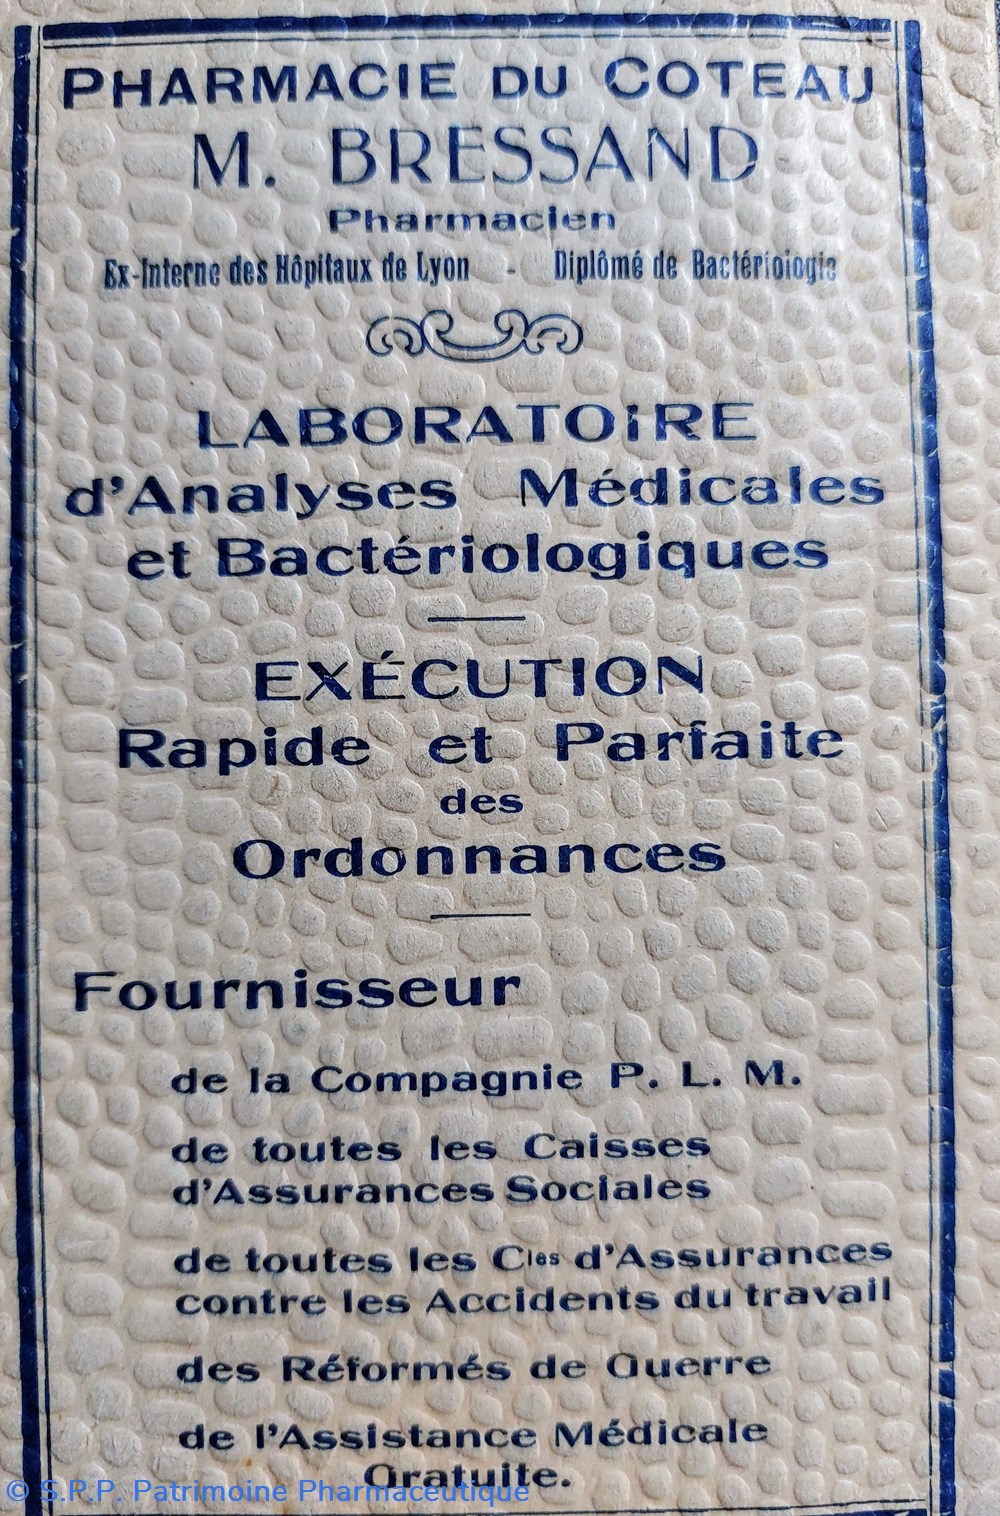 PHARMACIE DU COTEAU
M. BRESSAND
Pharmacien
Ex-Interne des Hôpitaux de Lyon - Diplômé de Bactériologie
LABORATOIRE
d'Analyses Médicales
et Bactériologiques
EXÉCUTION
Rapide et Parfaite
des
Ordonnances
Fournisseur
de la Compagnie P. L. M.
de toutes les Caisses
d'Assurances Sociales
de toutes les Cies d'Assurances
contre les Accidents du travail
des Réformés de Guerre
de l'Assistance Médicale
Gratuite.
© S.P.P. Patrimoine Pharmaceutique